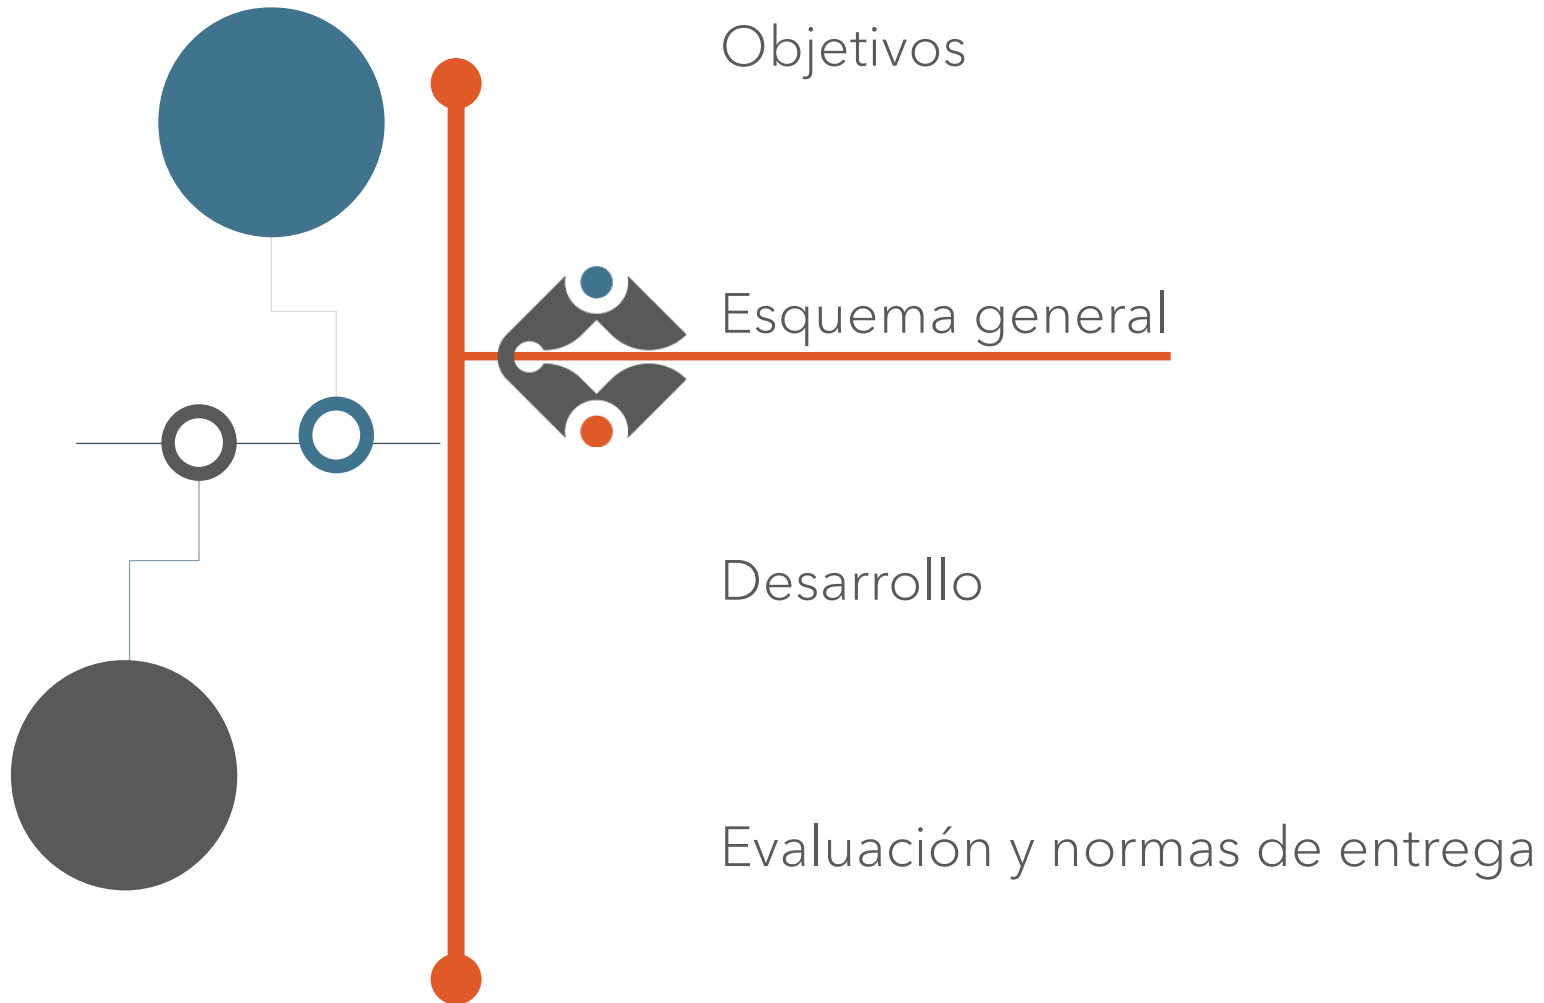 Objetivos
Esquema general
Desarrollo
Evaluación y normas de entrega